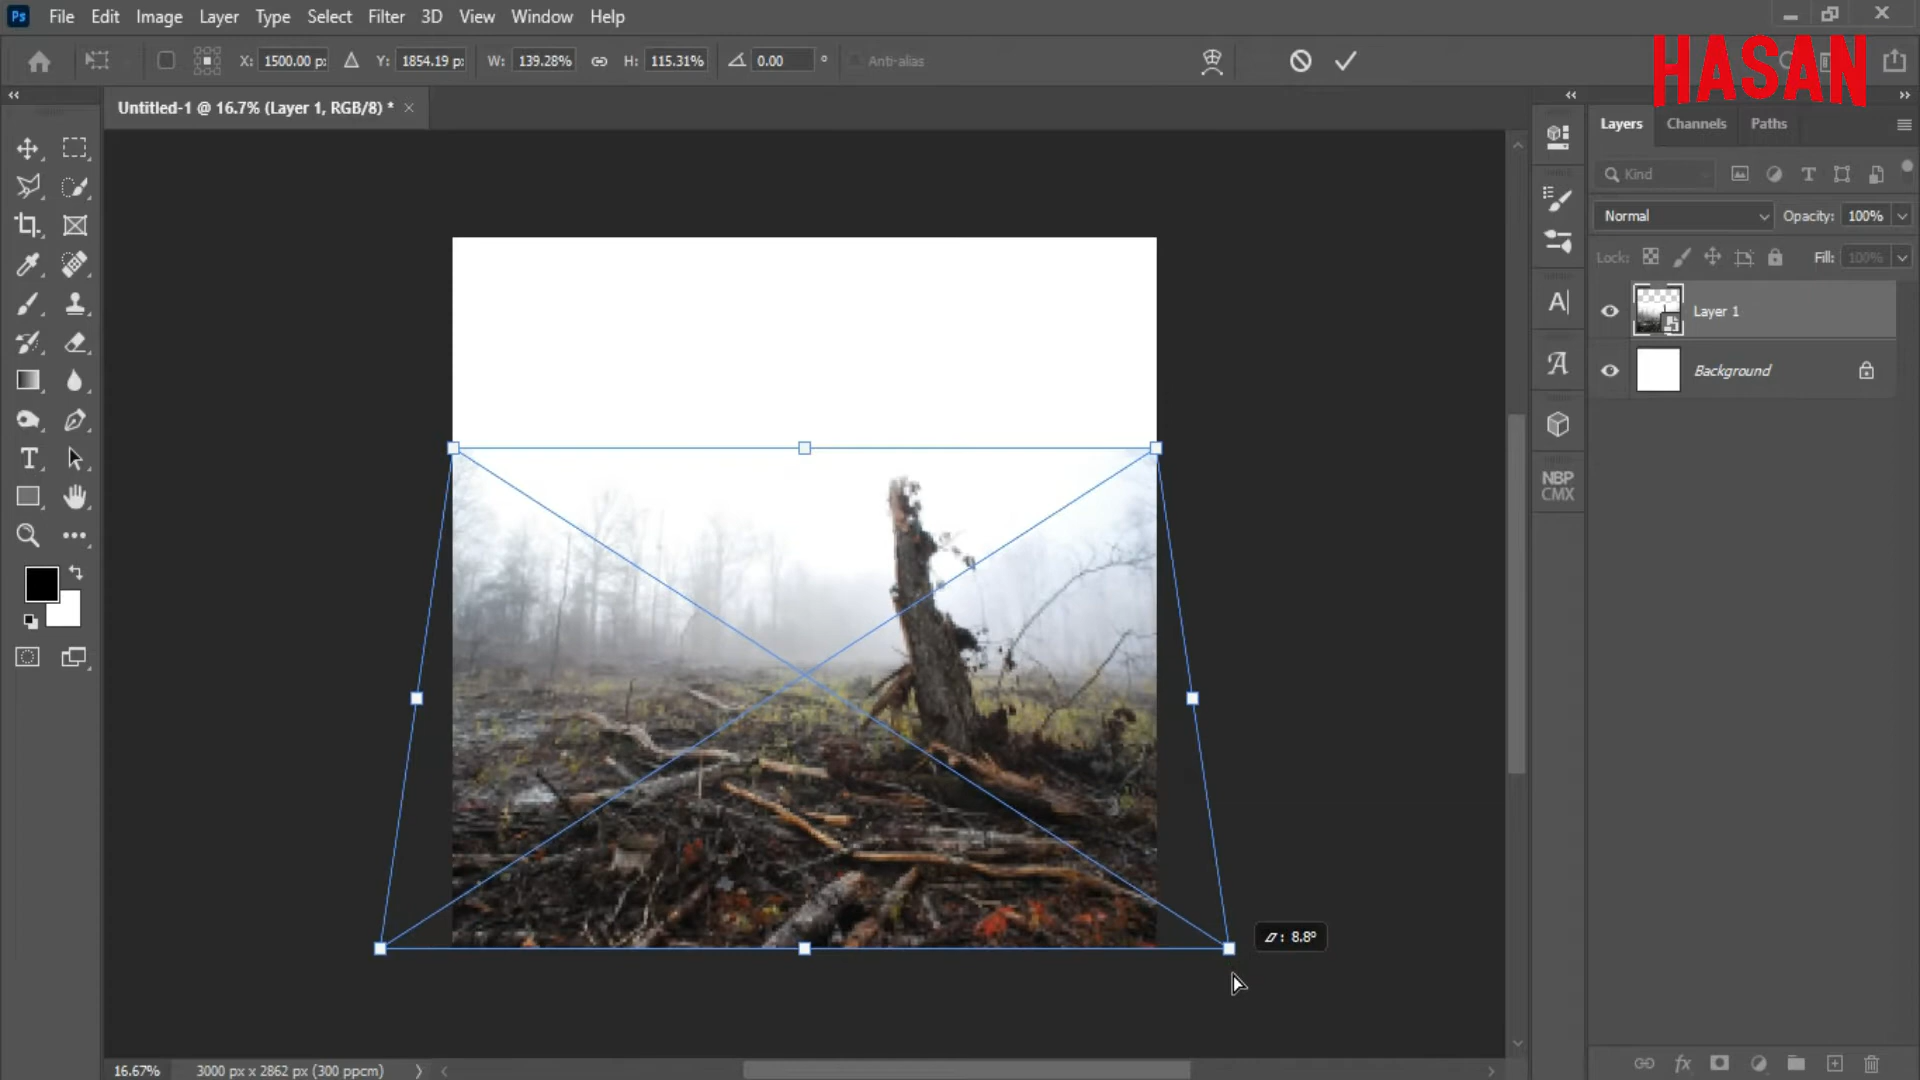 Ps File Edit Image Layer Type Select Filter 3D View Window Help
X: 1500.00 p: Y: 1854.19 p: W: 139.28% H: 115.31% 0.00 ° Anti-alias
HASAN
Untitled-1 @ 16.7% (Layer 1, RGB/8) * ×
Layers Channels Paths
Kind
Normal Opacity: 100%
Lock: Fill: 100%
Layer 1
Background
NBP
CMX
: 8.8°
16.67% 3000 px x 2862 px (300 ppcm)